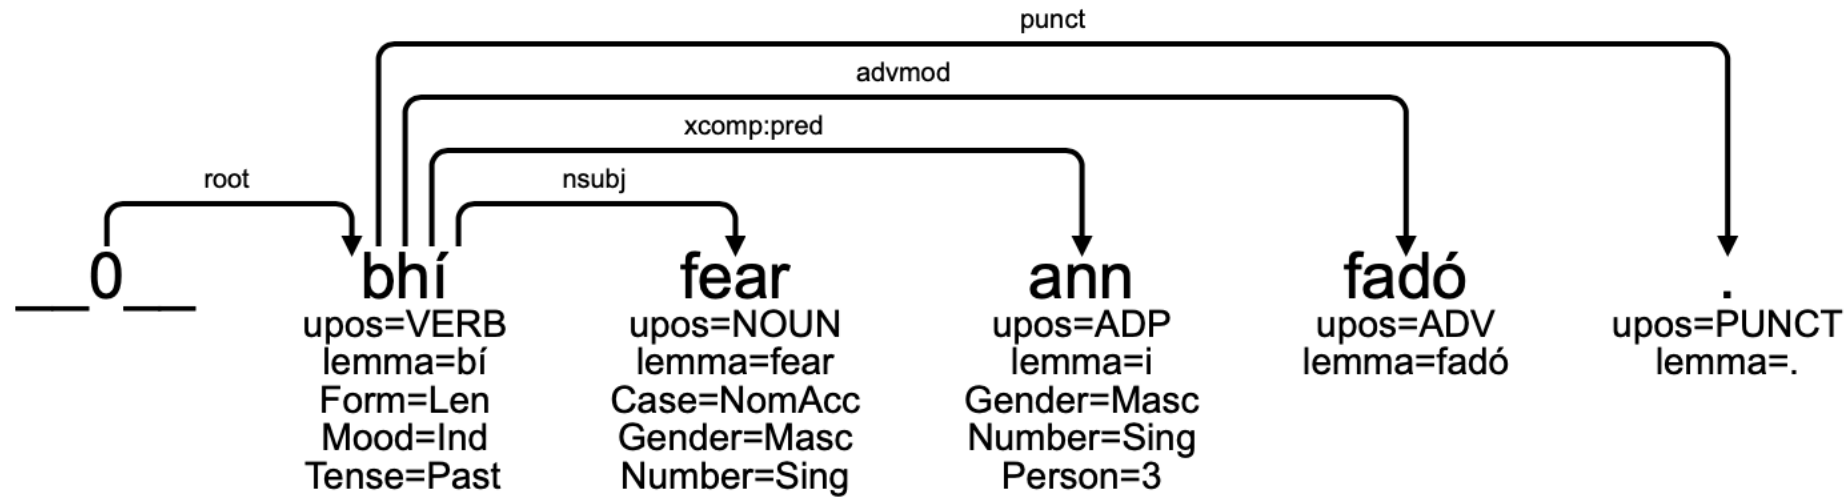 punct
advmod
xcomp:pred
root nsubj
__0__ bhí fear ann fadó .
upos=VERB upos=NOUN upos=ADP upos=ADV upos=PUNCT
lemma=bí lemma=fear lemma=i lemma=fadó lemma=.
Form=Len Case=NomAcc Gender=Masc
Mood=Ind Gender=Masc Number=Sing
Tense=Past Number=Sing Person=3